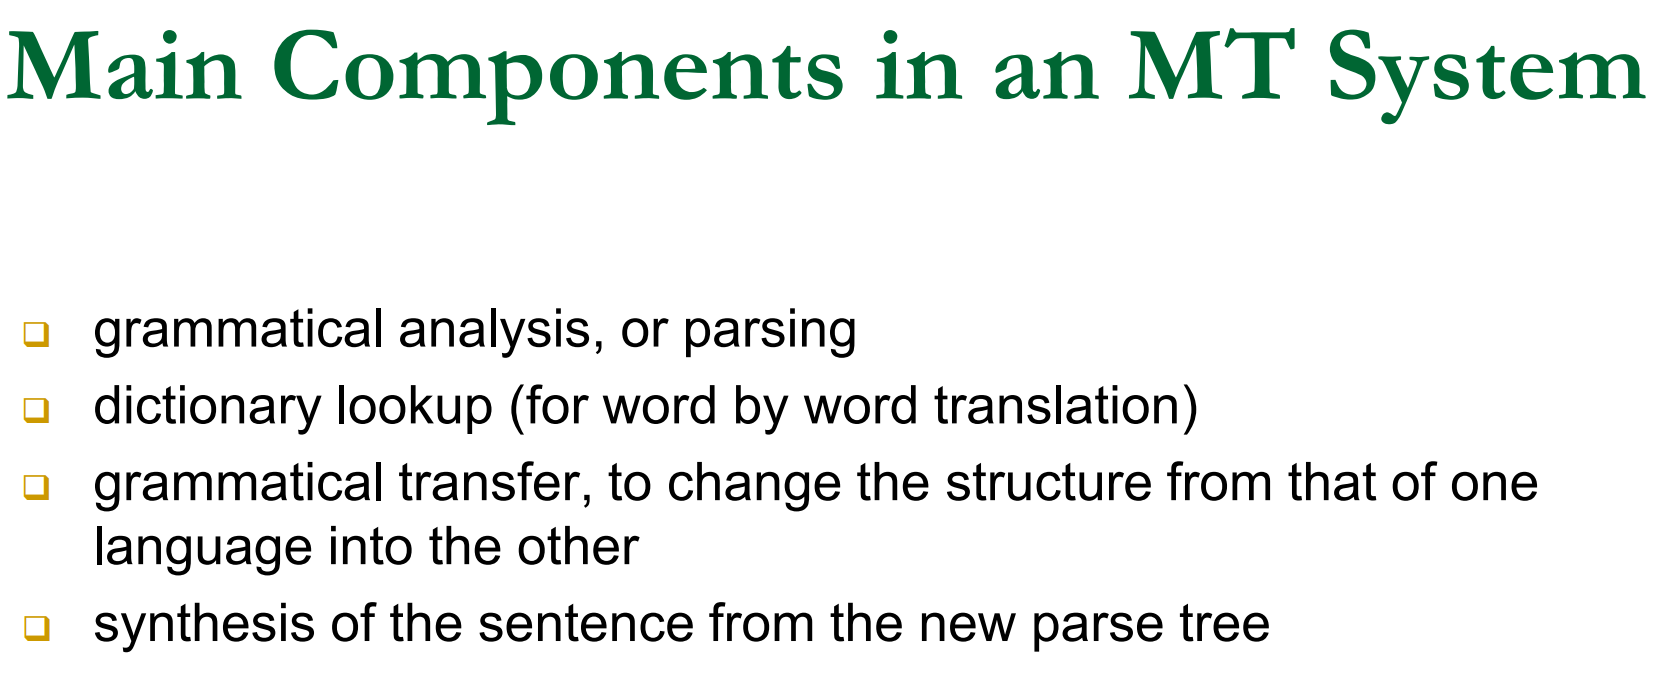 Main Components in an MT System
grammatical analysis, or parsing
dictionary lookup (for word by word translation)
grammatical transfer, to change the structure from that of one
language into the other
synthesis of the sentence from the new parse tree